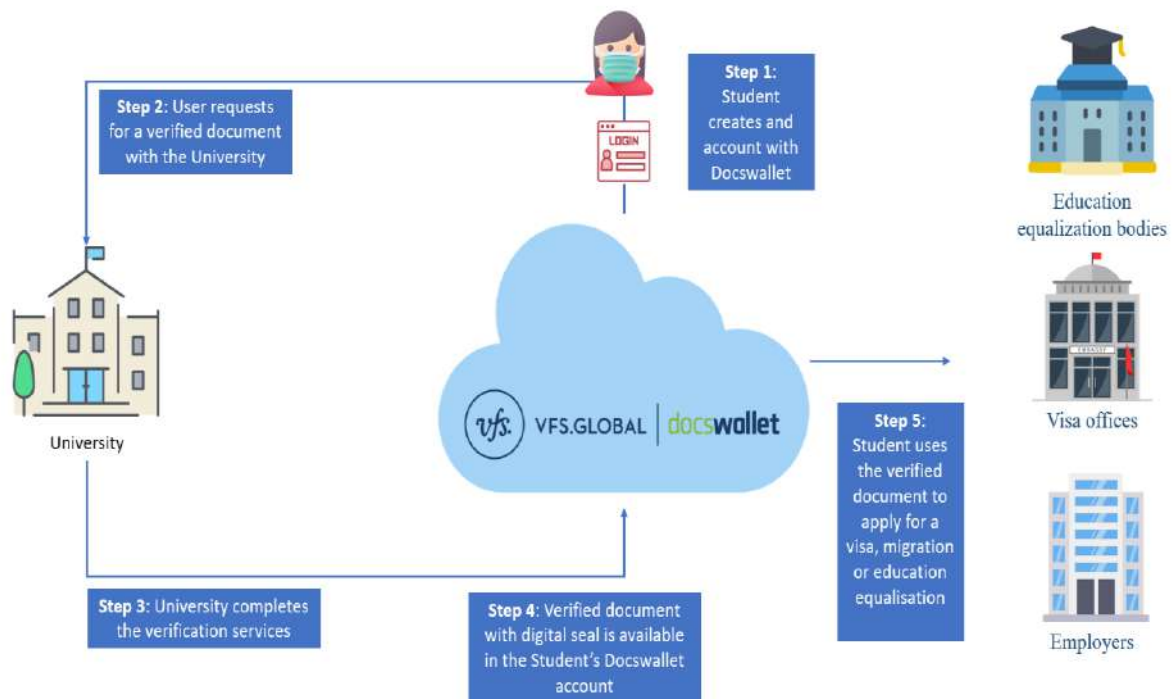 Step 1:
Student
creates and
account with
Docswallet
LOGIN
Step 2: User requests
for a verified document
with the University
University
Step 3: University completes
the verification services
vfs. VFS.GLOBAL | docswallet
Step 4: Verified document
with digital seal is available
in the Student's Docswallet
account
Step 5:
Student uses
the verified
document to
apply for a
visa, migration
or education
equalisation
Education
equalization bodies
EMBASSY
Visa offices
Employers